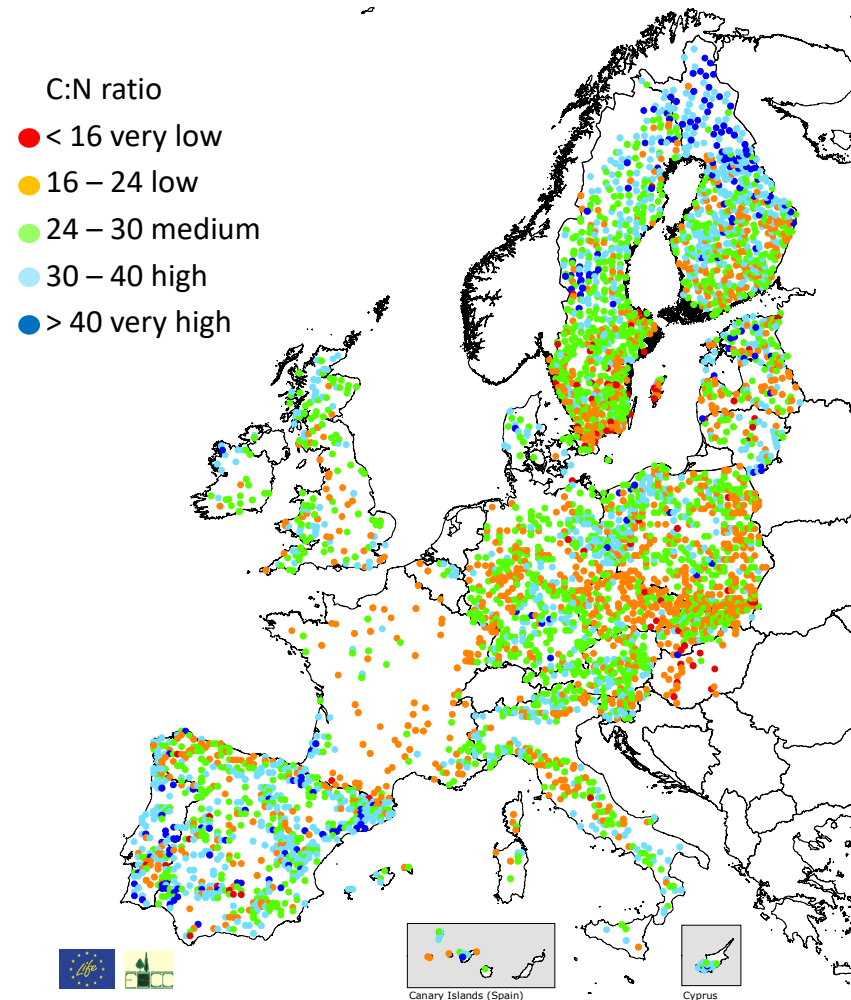 C:N ratio
< 16 very low
16 – 24 low
24 – 30 medium
30 – 40 high
> 40 very high
Life
Canary Islands (Spain)
Cyprus